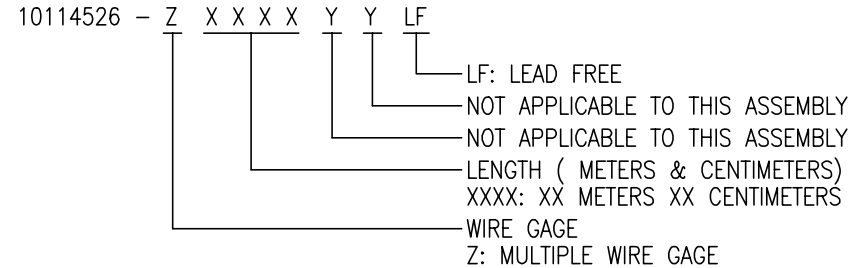 10114526 - Z X X X X Y Y LF
LF: LEAD FREE
NOT APPLICABLE TO THIS ASSEMBLY
NOT APPLICABLE TO THIS ASSEMBLY
LENGTH ( METERS & CENTIMETERS)
XXXX: XX METERS XX CENTIMETERS
WIRE GAGE
Z: MULTIPLE WIRE GAGE